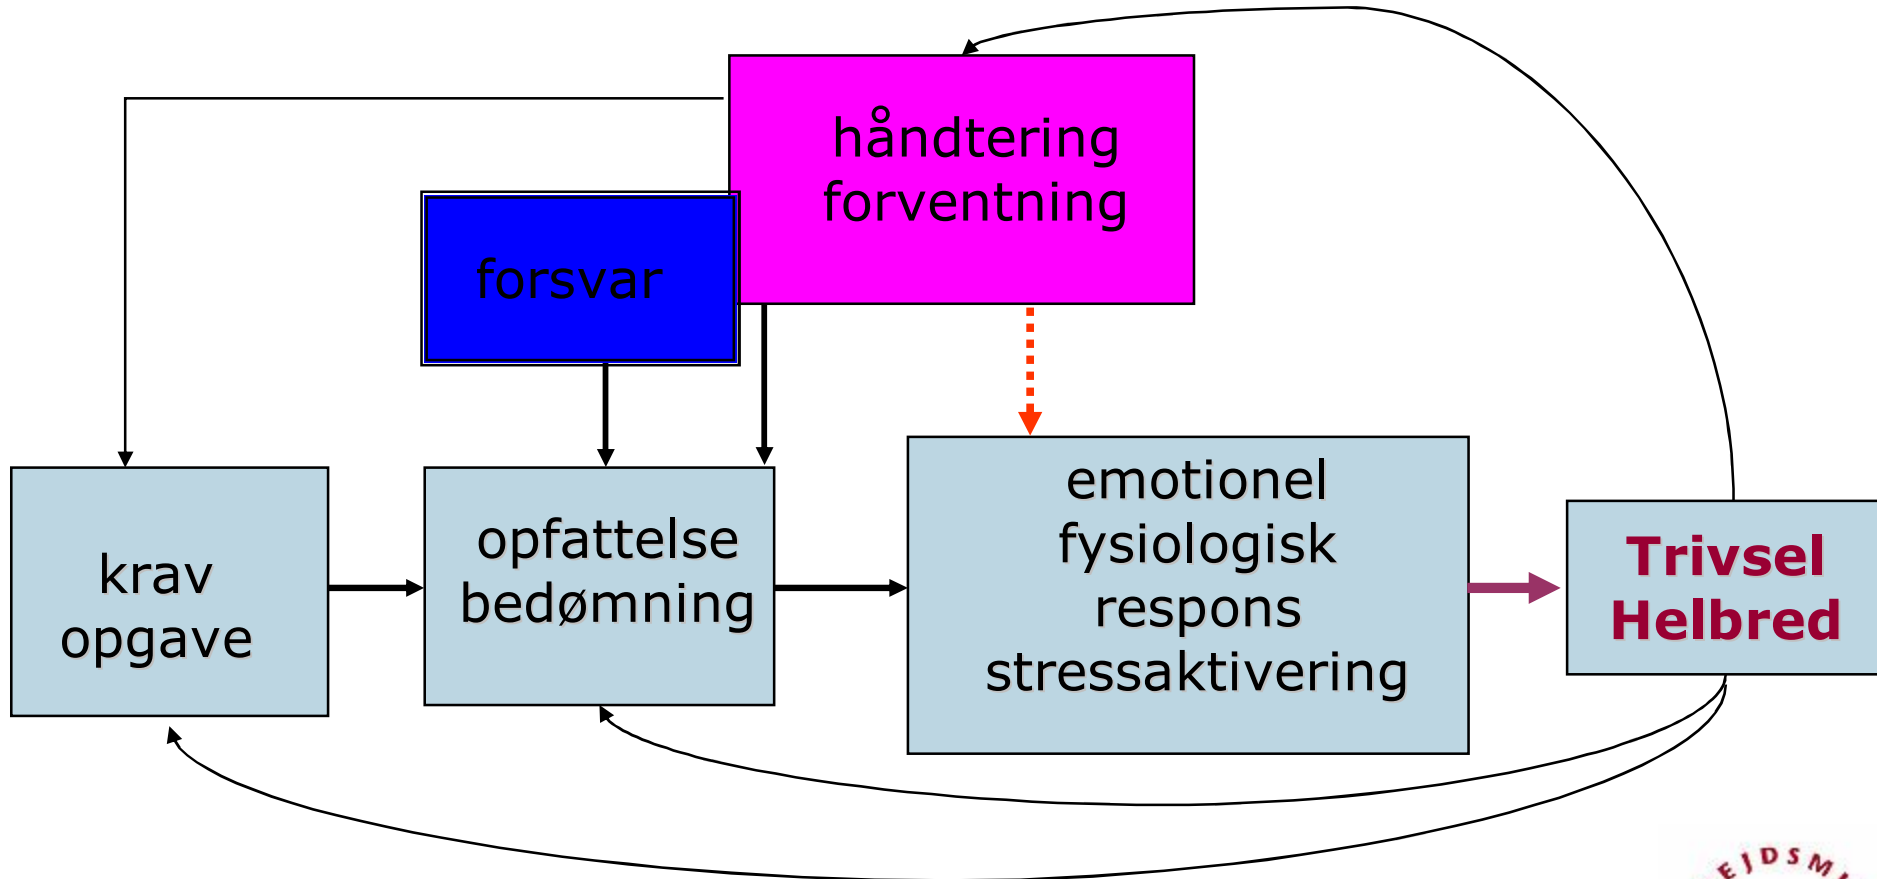 håndtering
forventning
forsvar
krav
opgave
opfattelse
bedømning
emotionel
fysiologisk
respons
stressaktivering
Trivsel
Helbred